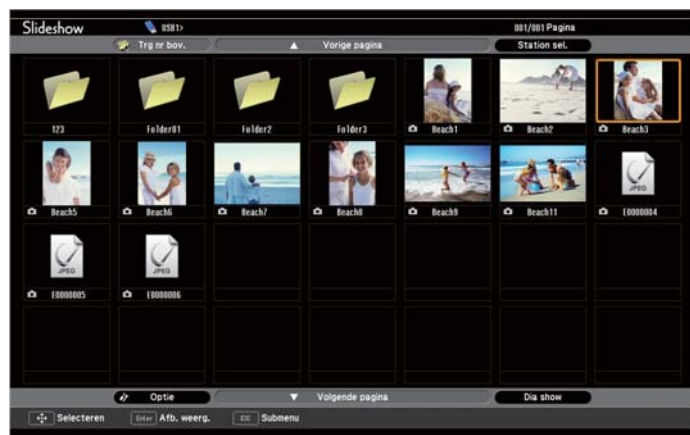 Slideshow 0581> 001/001 Pagina
Trg nr bov. ▲ Vorige pagina Station sel.
123 Folder01 Folder2 Folder3 Beach1 Beach2 Beach3
Beach5 Beach6 Beach7 Beach8 Beach9 Beach11 E0000004
JPEG
E0000005 E0000006
JPEG JPEG
Optie ▼ Volgende pagina Dia show
Selecteren Enter Afb. weerg. ESC Submenu